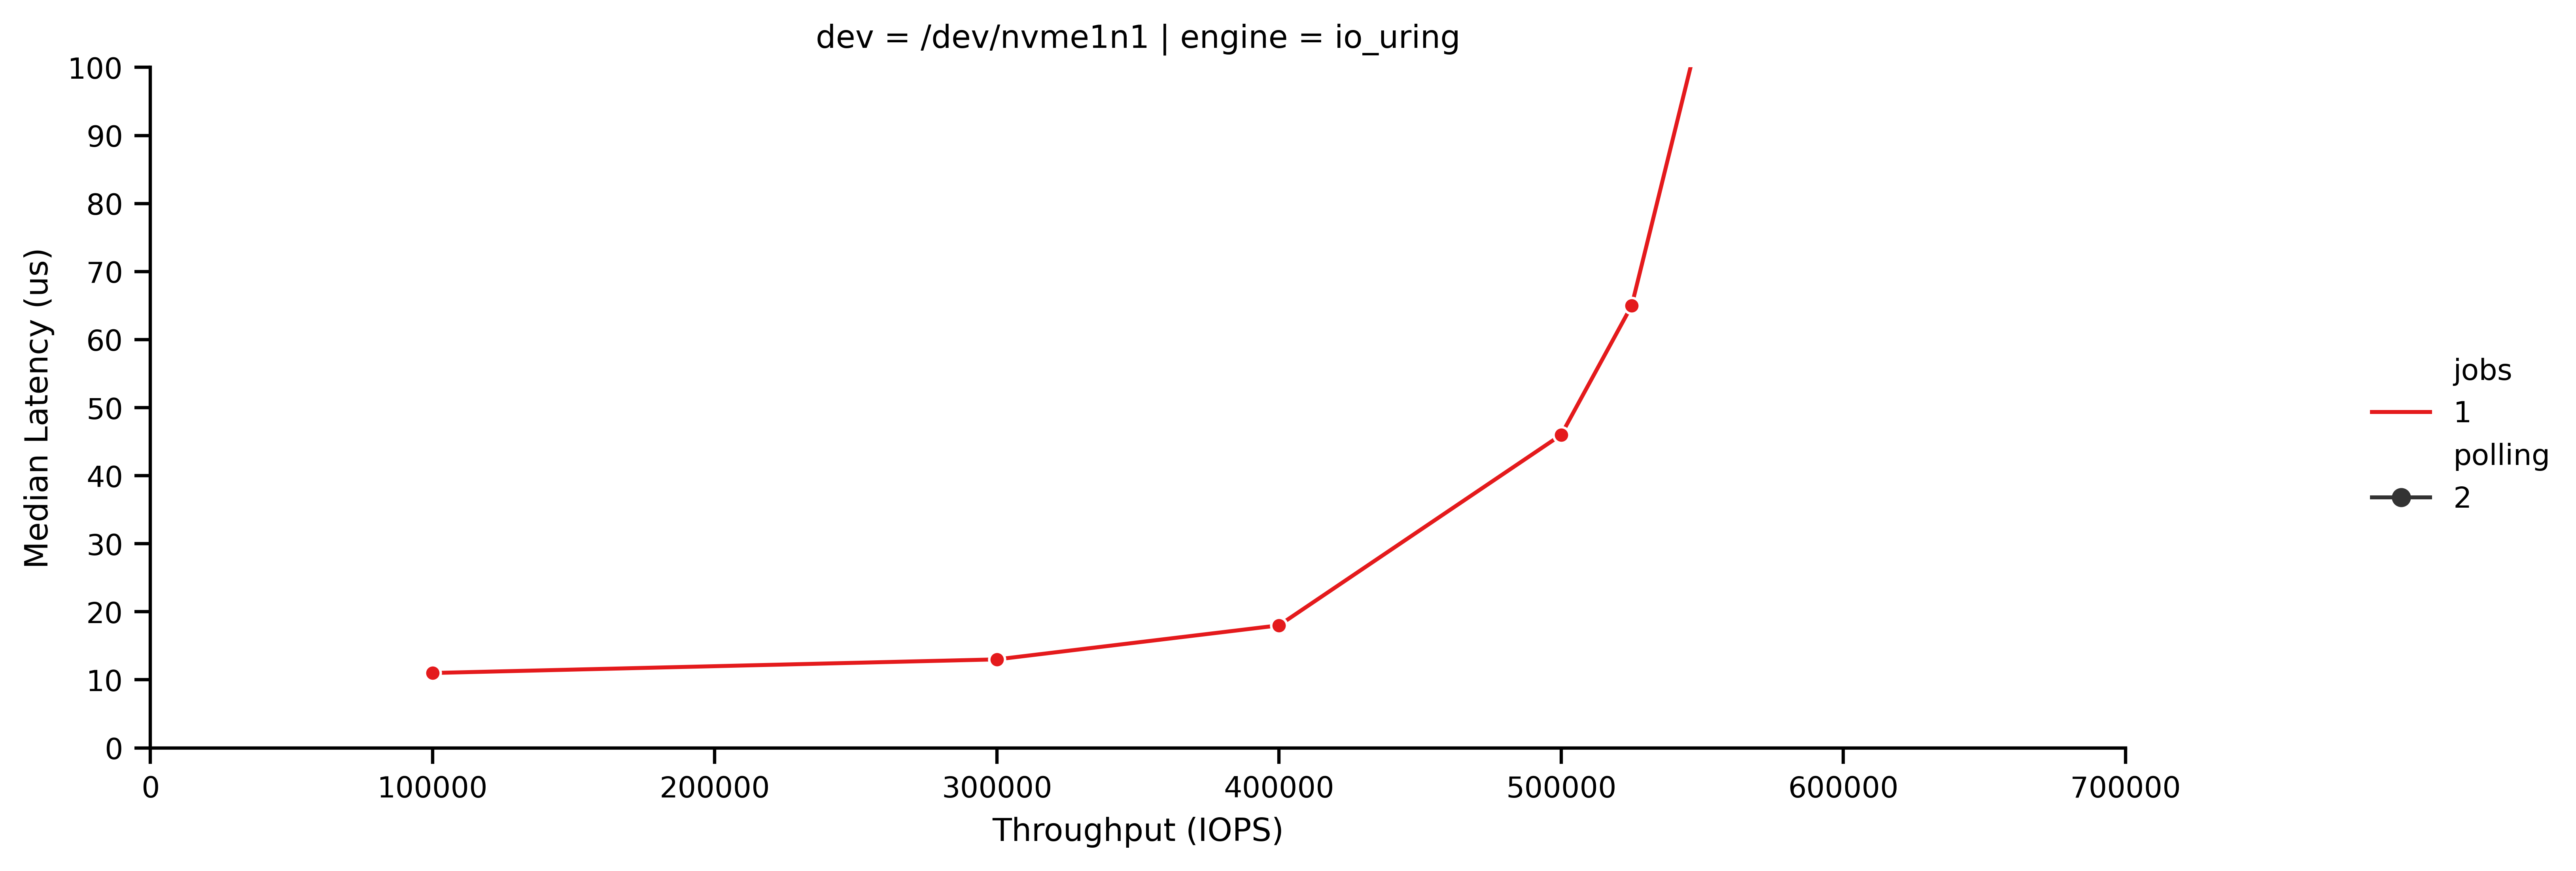 dev = /dev/nvme1n1 | engine = io_uring
100
90
80
70
60
50
40
30
20
10
0
Median Latency (us)
0 100000 200000 300000 400000 500000 600000 700000
Throughput (IOPS)
jobs
1
polling
2